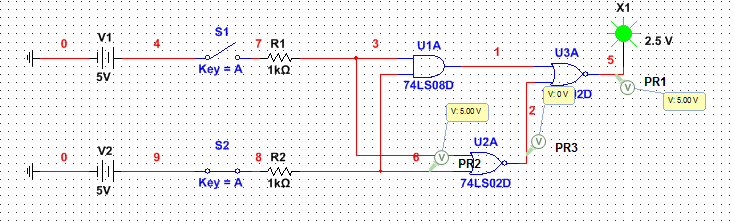 X1
V1
S1
U1A
U3A
2.5 V
0
4
7
R1
3
1
5
5V
Key = A
1kΩ
74LS08D
PR1
V: 0 V
02D
V: 5.00 V
V: 5.00 V
2
V2
S2
U2A
PR3
0
9
8
R2
6
PR2
5V
Key = A
1kΩ
74LS02D